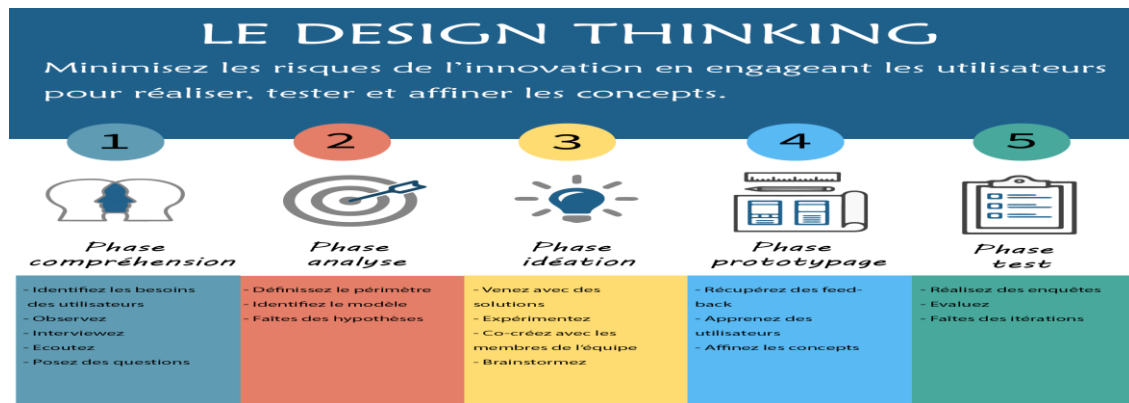 LE DESIGN THINKING
Minimisez les risques de l'innovation en engageant les utilisateurs
pour réaliser, tester et affiner les concepts.
1
2
3
4
5
Phase
compréhension
Phase
analyse
Phase
idéation
Phase
prototypage
Phase
test
- Identifiez les besoins
des utilisateurs
- Observez
- Interviewez
- Ecoutez
- Posez des questions
- Définissez le périmètre
- Identifiez le modèle
- Faîtes des hypothèses
- Venez avec des
solutions
- Expérimentez
- Co-créez avec les
membres de l'équipe
- Brainstormez
- Récupérez des feed-
back
- Apprenez des
utilisateurs
- Affinez les concepts
- Réalisez des enquêtes
- Evaluez
- Faîtes des itérations